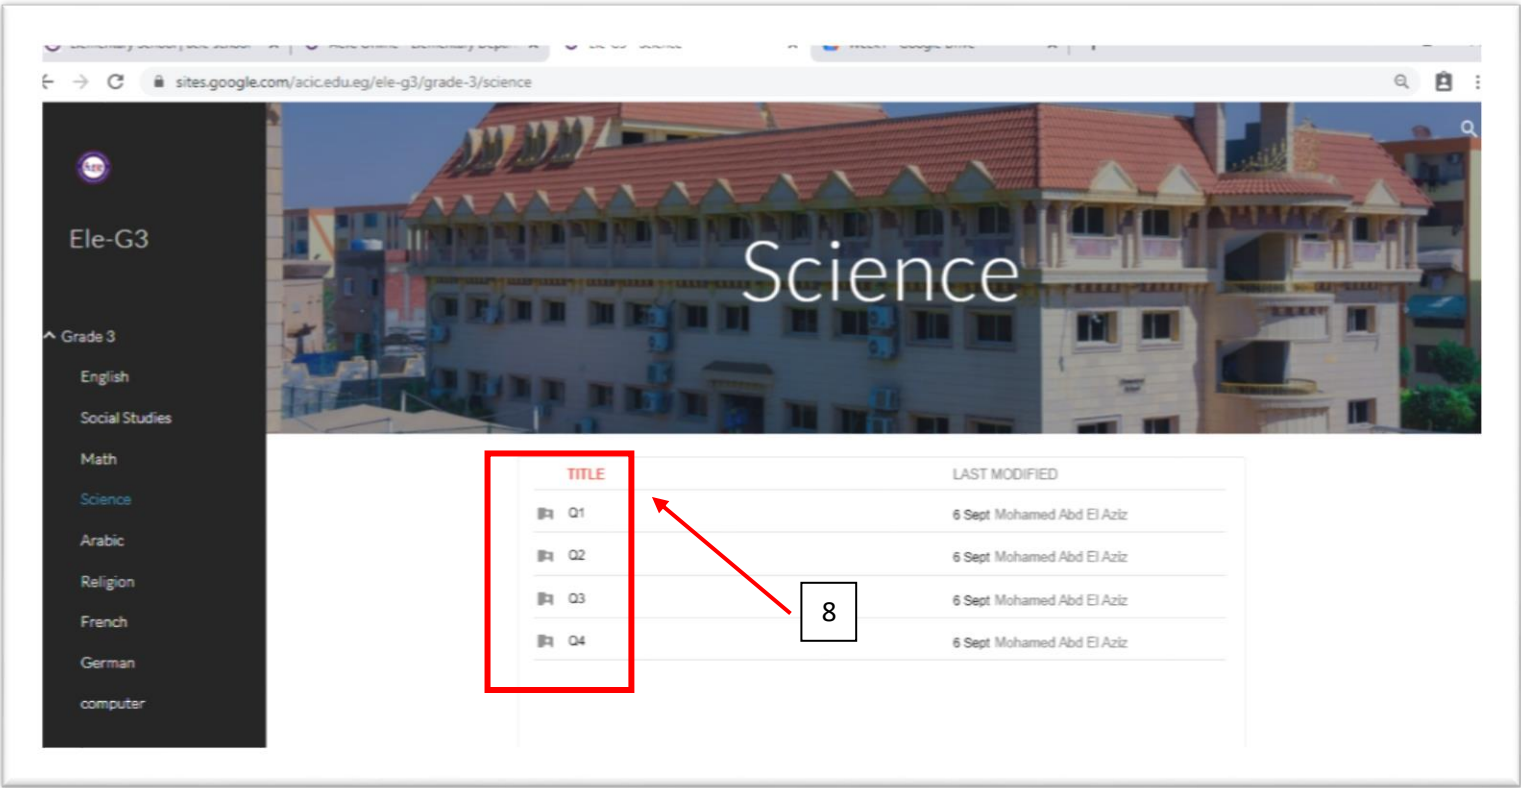 sites.google.com/acic.edu.eg/ele-g3/grade-3/science
Ele-G3
Science
Grade 3
English
Social Studies
Math
Science
Arabic
Religion
French
German
computer
TITLE LAST MODIFIED
Q1 6 Sept Mohamed Abd El Aziz
Q2 6 Sept Mohamed Abd El Aziz
Q3 6 Sept Mohamed Abd El Aziz
Q4 6 Sept Mohamed Abd El Aziz
8